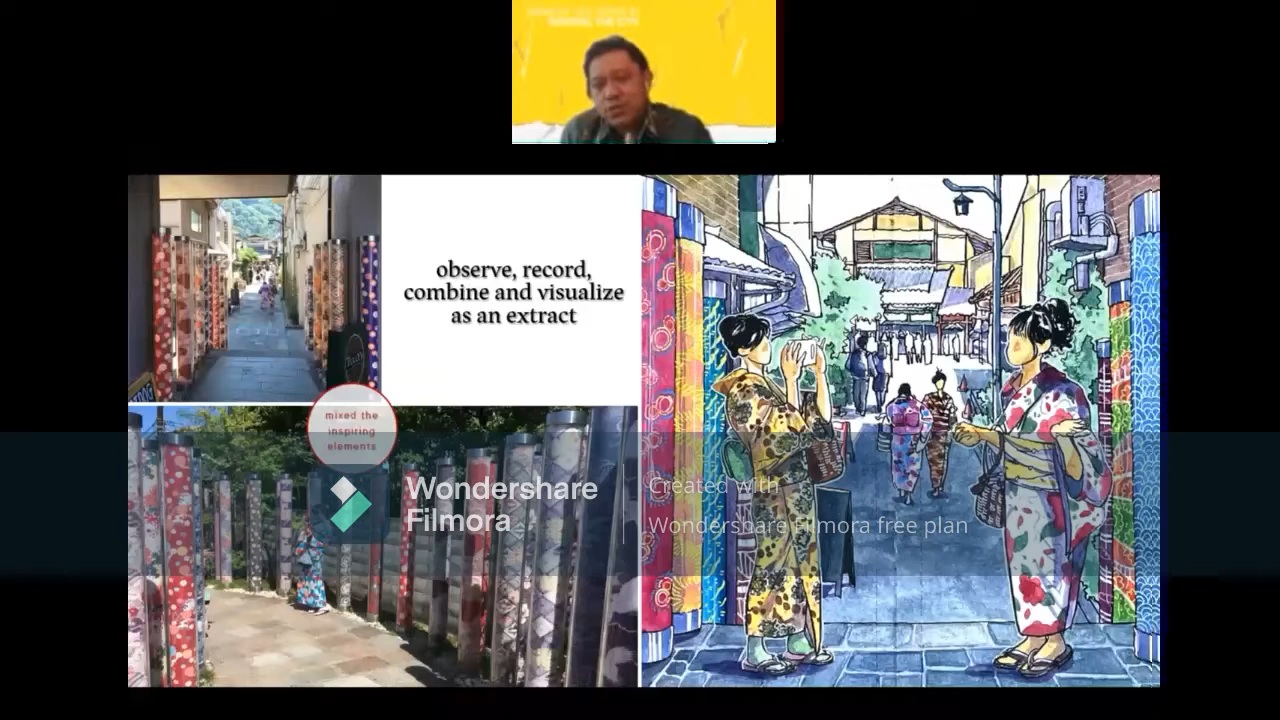 observe, record,
combine and visualize
as an extract
mixed the
inspiring
elements
Wondershare
Filmora
Created with
Wondershare Filmora free plan